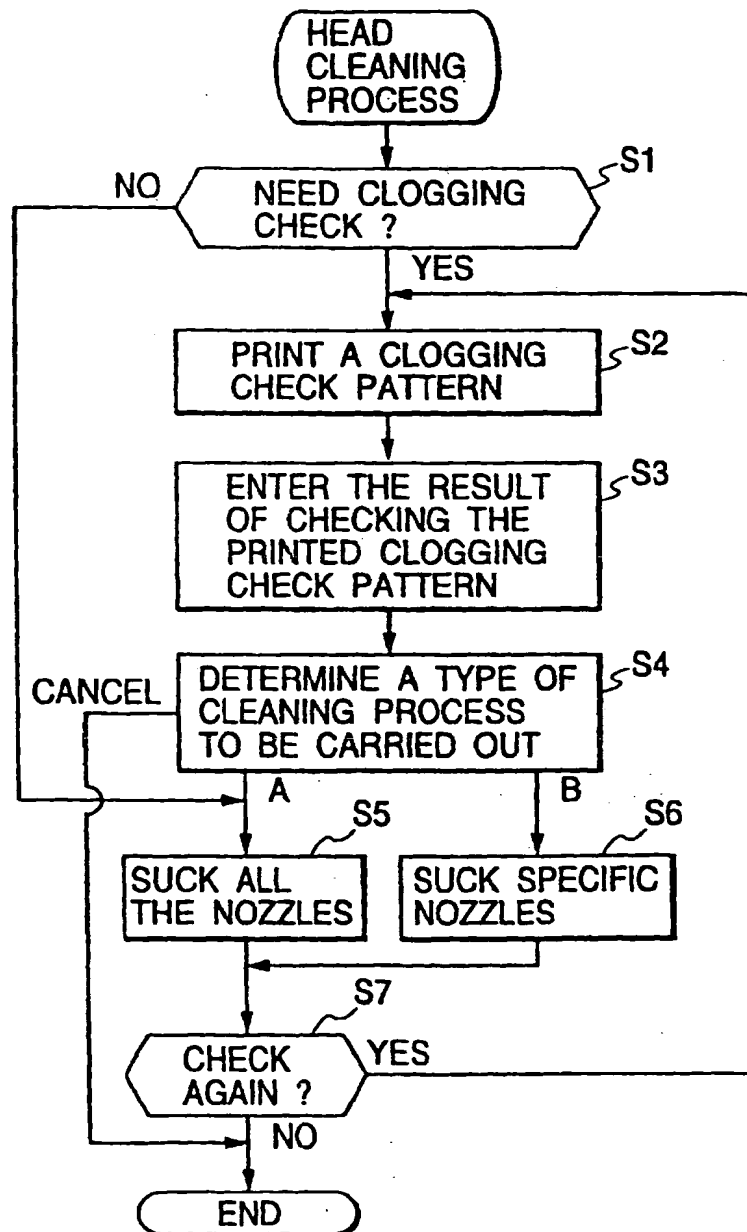 HEAD
CLEANING
PROCESS
S1
NO
NEED CLOGGING
CHECK ?
YES
S2
PRINT A CLOGGING
CHECK PATTERN
S3
ENTER THE RESULT
OF CHECKING THE
PRINTED CLOGGING
CHECK PATTERN
S4
CANCEL
DETERMINE A TYPE OF
CLEANING PROCESS
TO BE CARRIED OUT
A
B
S5
S6
SUCK ALL
THE NOZZLES
SUCK SPECIFIC
NOZZLES
S7
CHECK
AGAIN ?
YES
NO
END